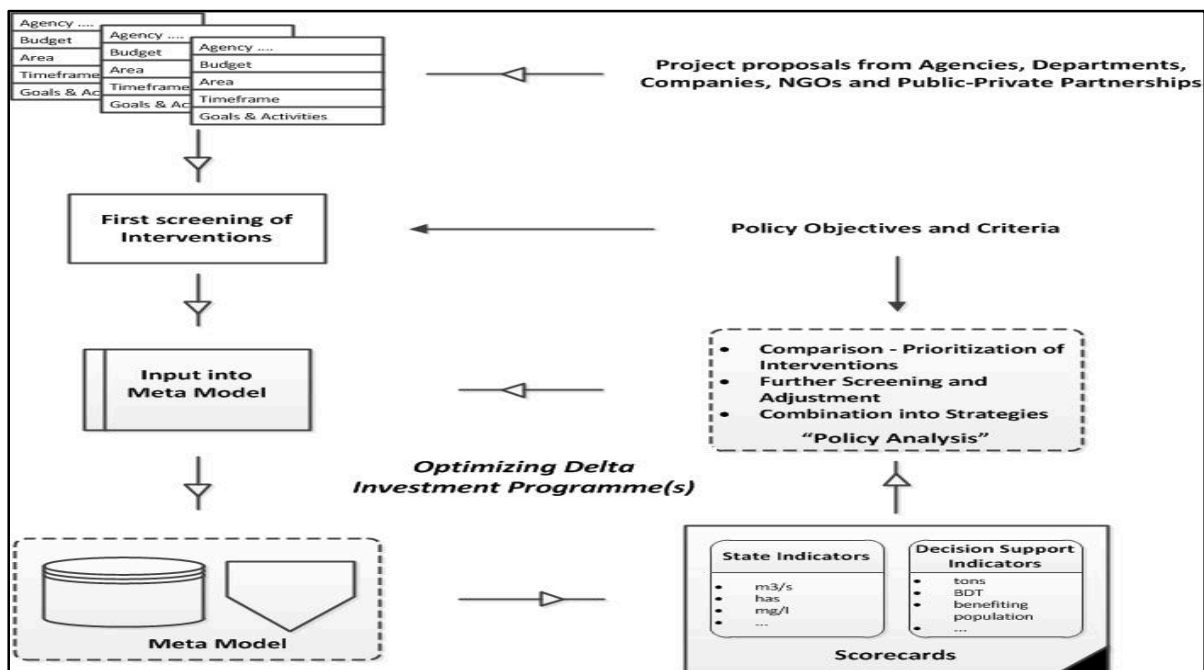 Agency ....
Budget
Area
Timeframe
Goals & Ac
Agency ....
Budget
Area
Timeframe
Goals & Ac
Agency ....
Budget
Area
Timeframe
Goals & Activities
Project proposals from Agencies, Departments,
Companies, NGOs and Public-Private Partnerships
First screening of
Interventions
Policy Objectives and Criteria
Input into
Meta Model
• Comparison - Prioritization of
Interventions
• Further Screening and
Adjustment
• Combination into Strategies
“Policy Analysis”
Optimizing Delta
Investment Programme(s)
Meta Model
State Indicators
• m3/s
• has
• mg/l
• ...
Decision Support
Indicators
• tons
• BDT
• benefiting
population
• ...
Scorecards